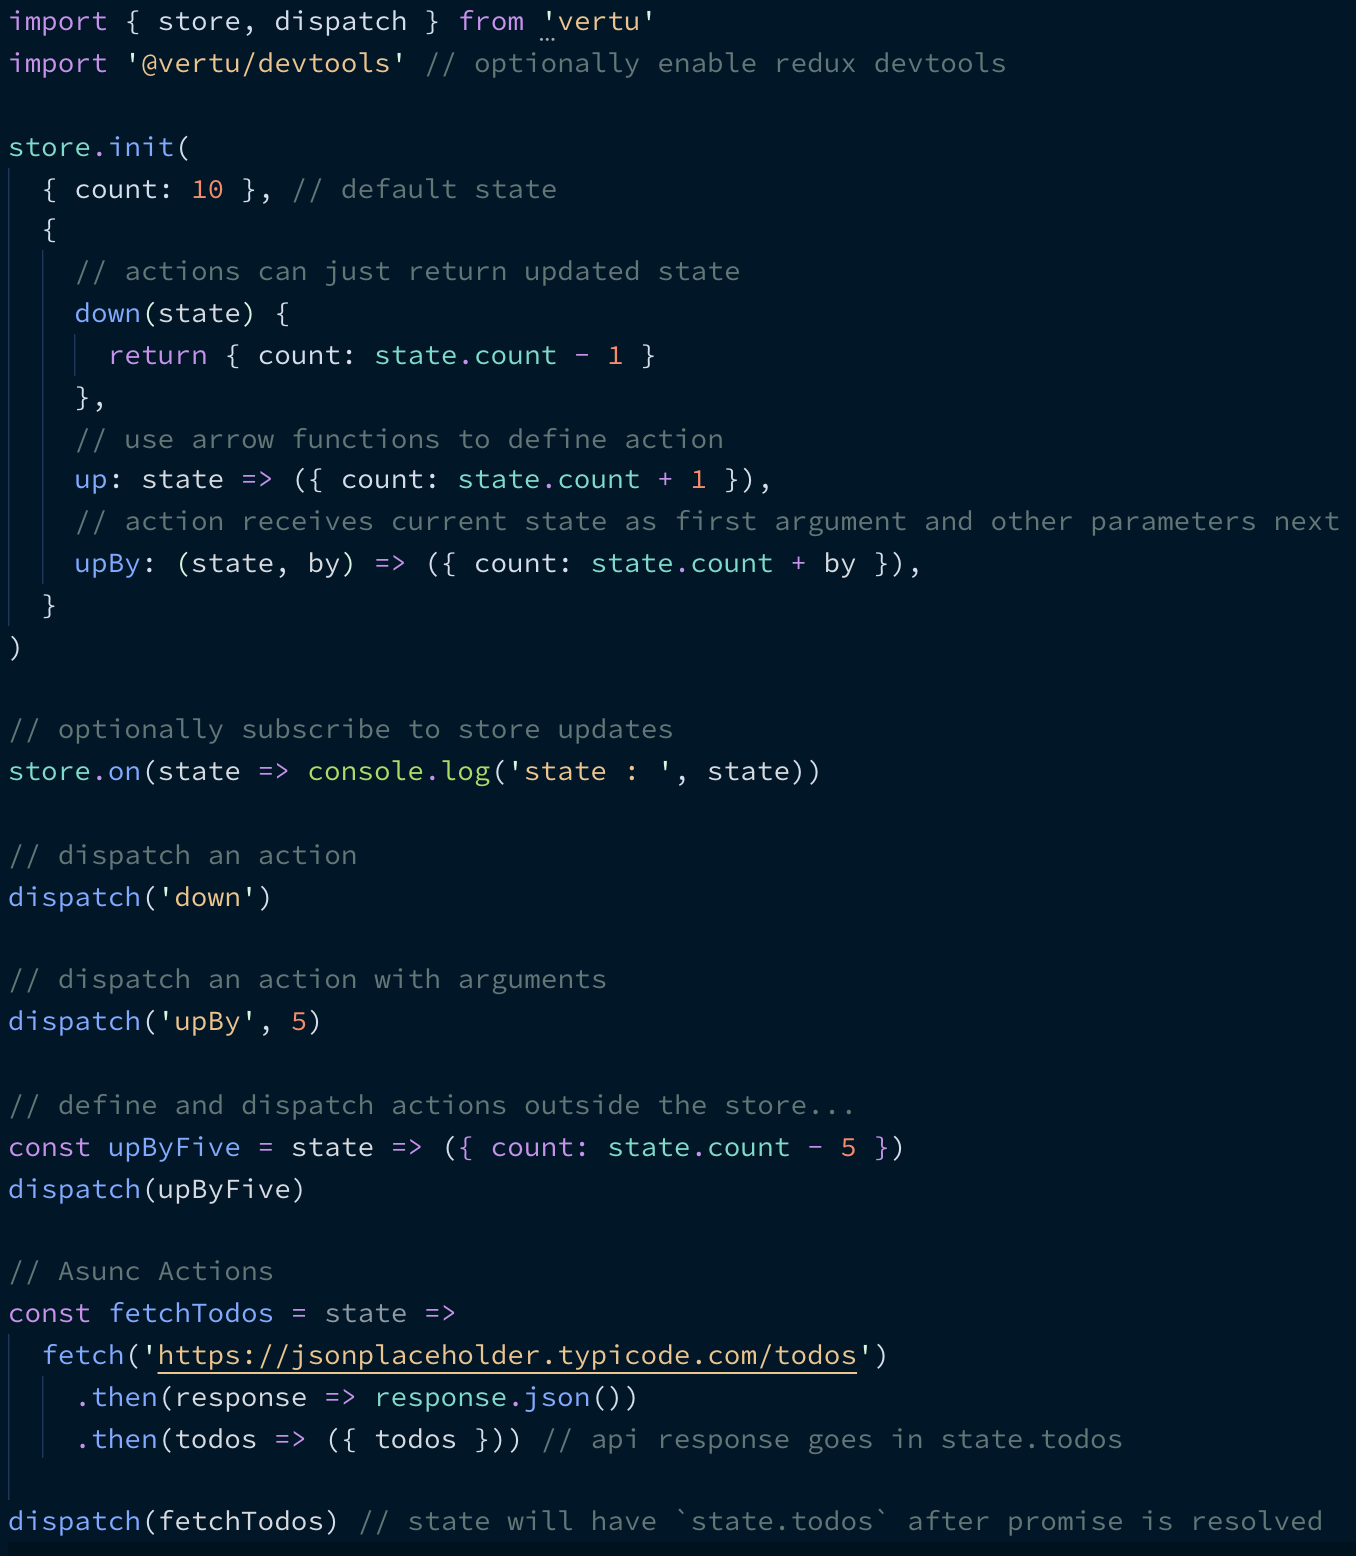 import { store, dispatch } from 'vertu'
import '@vertu/devtools' // optionally enable redux devtools

store.init(
  { count: 10 }, // default state
  {
    // actions can just return updated state
    down(state) {
      return { count: state.count - 1 }
    },
    // use arrow functions to define action
    up: state => ({ count: state.count + 1 }),
    // action receives current state as first argument and other parameters next
    upBy: (state, by) => ({ count: state.count + by }),
  }
)

// optionally subscribe to store updates
store.on(state => console.log('state : ', state))

// dispatch an action
dispatch('down')

// dispatch an action with arguments
dispatch('upBy', 5)

// define and dispatch actions outside the store...
const upByFive = state => ({ count: state.count - 5 })
dispatch(upByFive)

// Asunc Actions
const fetchTodos = state =>
  fetch('https://jsonplaceholder.typicode.com/todos')
    .then(response => response.json())
    .then(todos => ({ todos })) // api response goes in state.todos

dispatch(fetchTodos) // state will have `state.todos` after promise is resolved